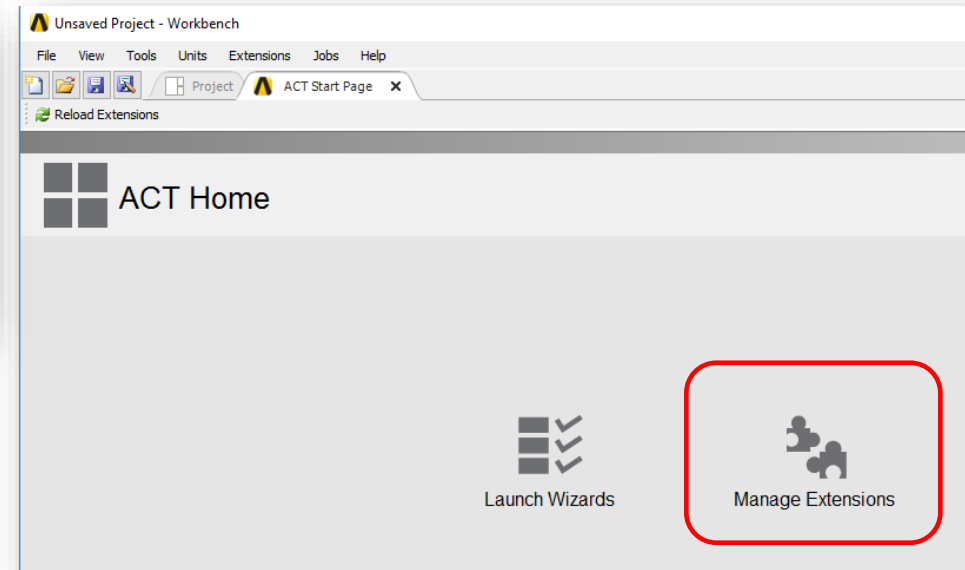 Unsaved Project - Workbench
File View Tools Units Extensions Jobs Help
Project ACT Start Page
Reload Extensions
ACT Home
Launch Wizards Manage Extensions